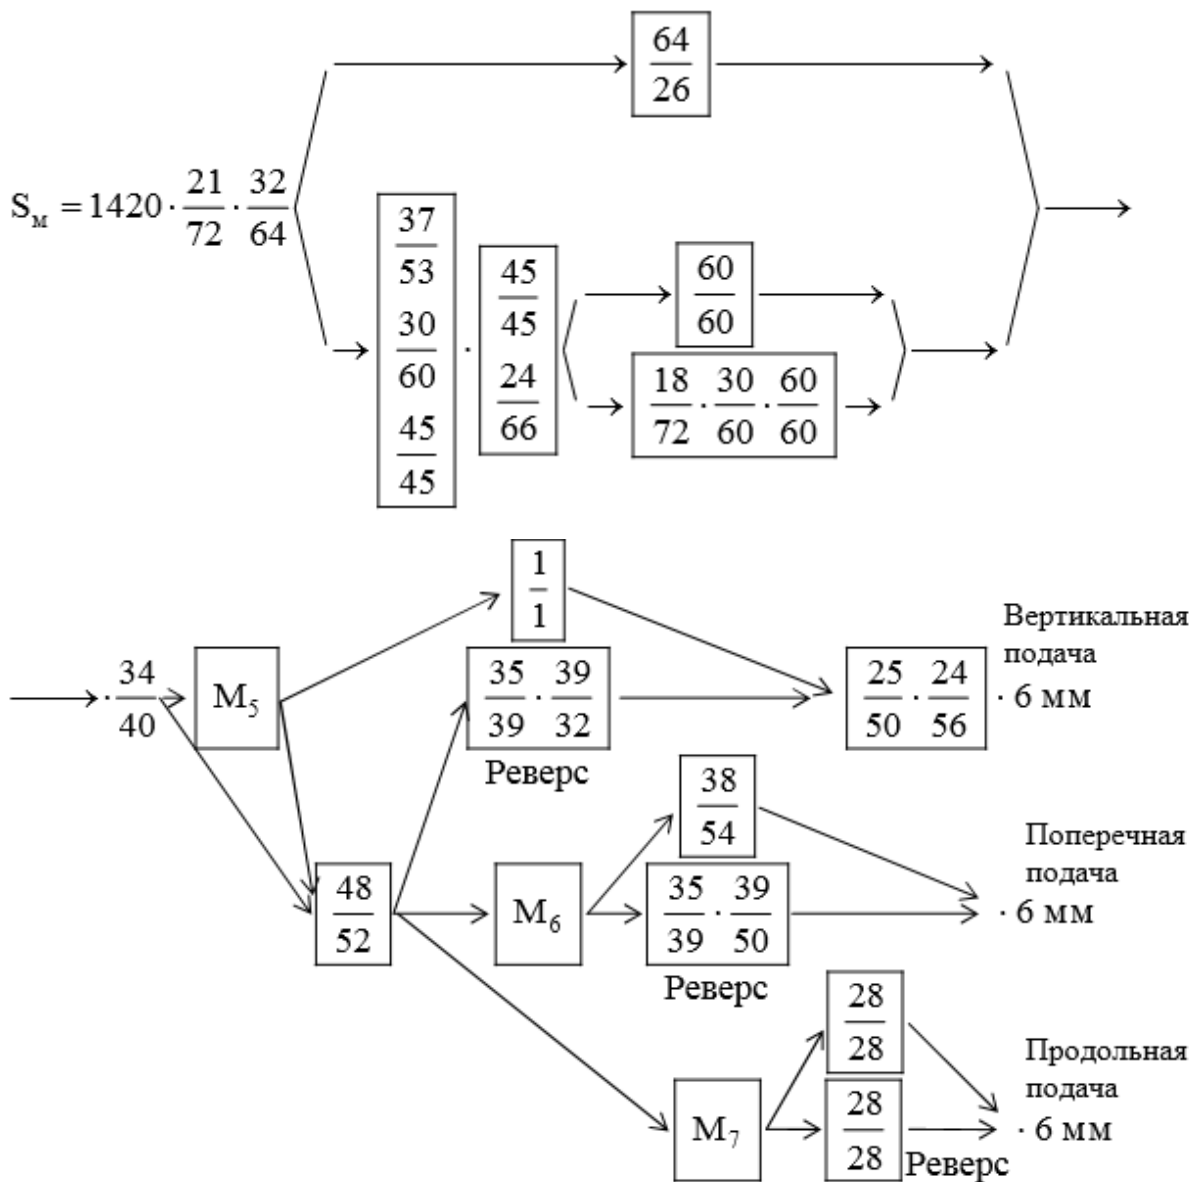 64
26
Sм = 1420 · 21/72 · 32/64
37/53
30/60
45/45
·
45/45
24/66
60/60
18/72 · 30/60 · 60/60
1/1
· 34/40
M5
35/39 · 39/32
Реверс
25/50 · 24/56
· 6 мм
Вертикальная
подача
48/52
M6
38/54
35/39 · 39/50
Реверс
· 6 мм
Поперечная
подача
M7
28/28
28/28
Реверс
· 6 мм
Продольная
подача